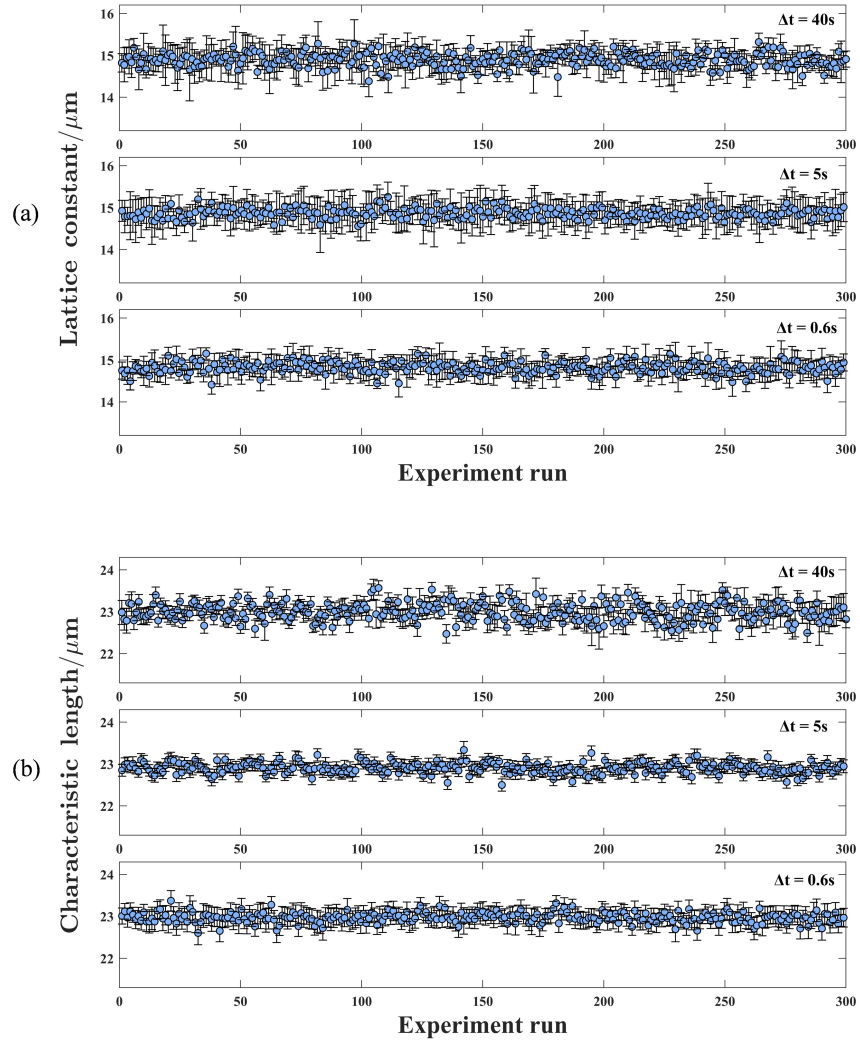 (a)
Lattice constant/μm
16
15
14
Δt = 40s
0 50 100 150 200 250 300
16
15
14
Δt = 5s
0 50 100 150 200 250 300
16
15
14
Δt = 0.6s
0 50 100 150 200 250 300
Experiment run
(b)
Characteristic length/μm
24
23
22
Δt = 40s
0 50 100 150 200 250 300
24
23
22
Δt = 5s
0 50 100 150 200 250 300
24
23
22
Δt = 0.6s
0 50 100 150 200 250 300
Experiment run